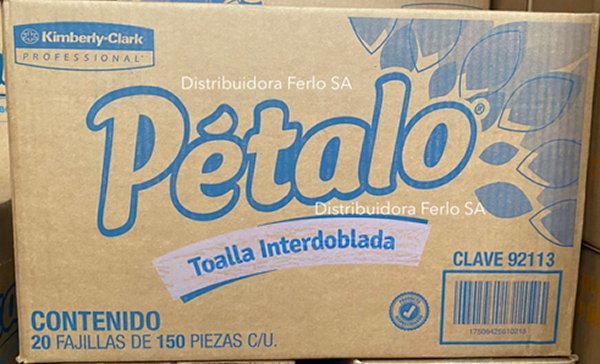 Kimberly-Clark
PROFESSIONAL*
Distribuidora Ferlo SA
Pétalo®
Distribuidora Ferlo SA
Toalla Interdoblada
CLAVE 92113
CONTENIDO
20 FAJILLAS DE 150 PIEZAS C/U.